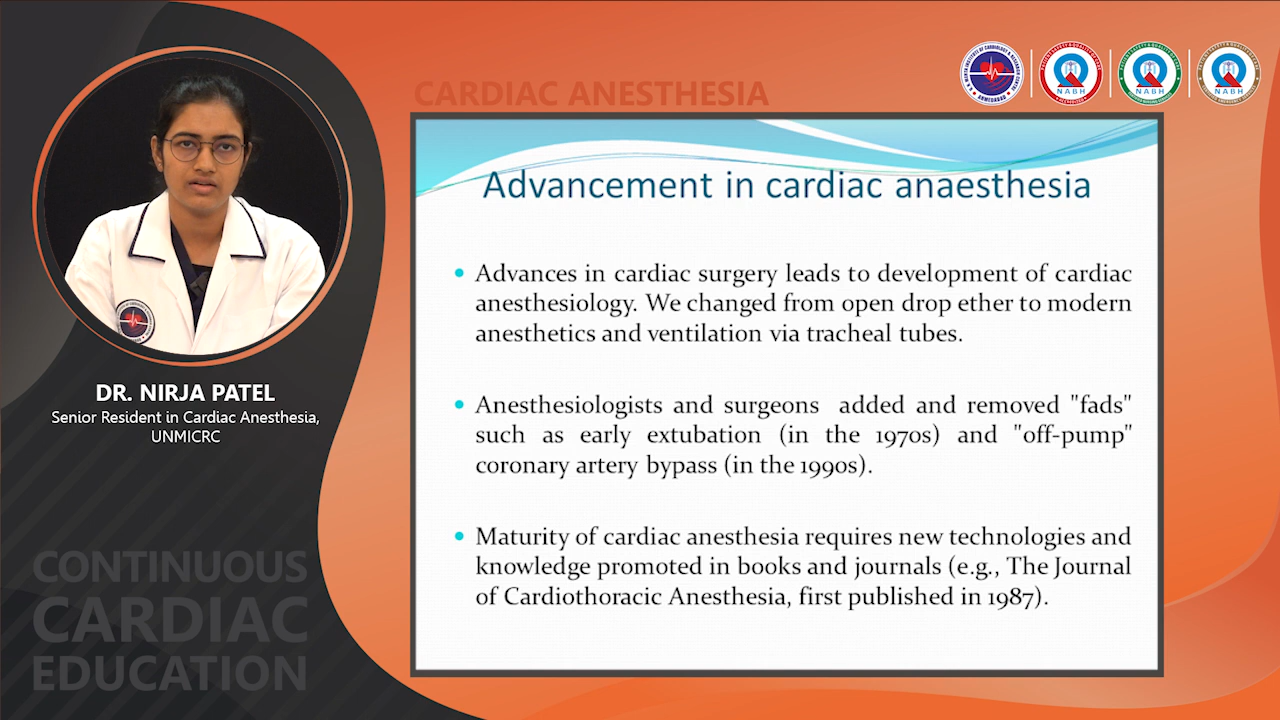 CARDIAC ANESTHESIA
NABH
NABH
NABH
Advancement in cardiac anaesthesia
• Advances in cardiac surgery leads to development of cardiac
anesthesiology. We changed from open drop ether to modern
anesthetics and ventilation via tracheal tubes.
• Anesthesiologists and surgeons added and removed "fads"
such as early extubation (in the 1970s) and "off-pump"
coronary artery bypass (in the 1990s).
• Maturity of cardiac anesthesia requires new technologies and
knowledge promoted in books and journals (e.g., The Journal
of Cardiothoracic Anesthesia, first published in 1987).
DR. NIRJA PATEL
Senior Resident in Cardiac Anesthesia,
UNMICRC
CONTINUOUS
CARDIAC
EDUCATION